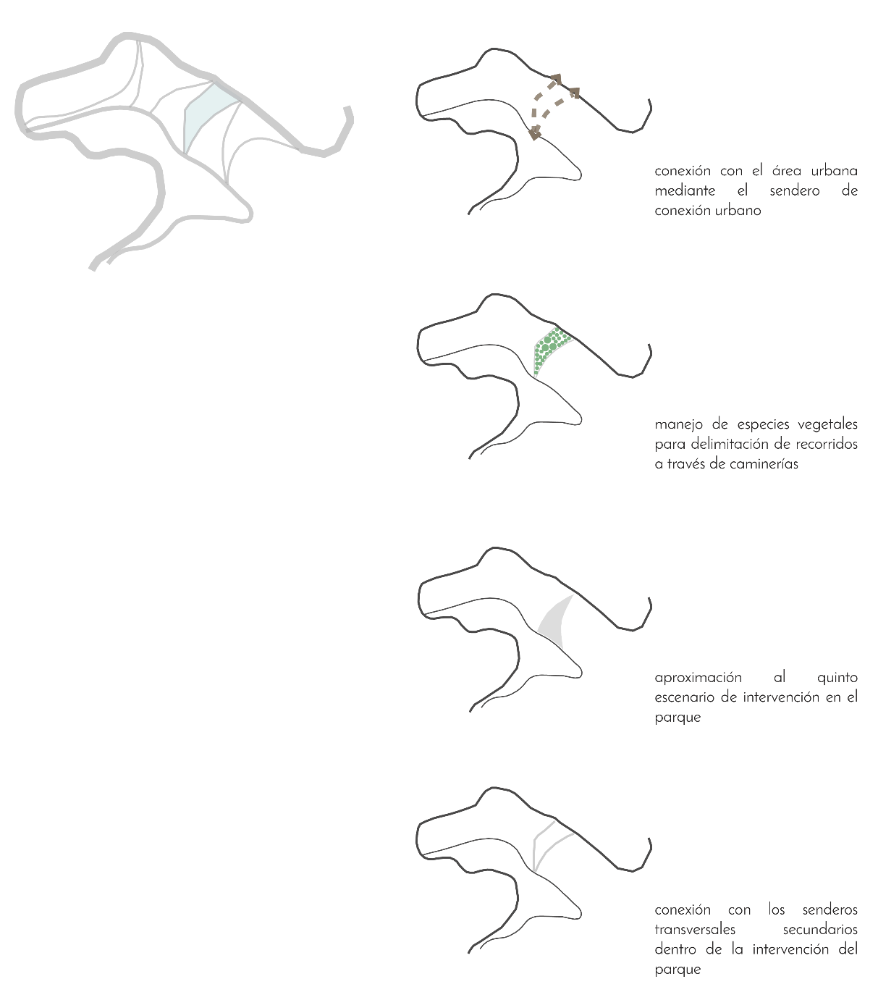 conexión con el área urbana
mediante el sendero de
conexión urbano
manejo de especies vegetales
para delimitación de recorridos
a través de caminerías
aproximación al quinto
escenario de intervención en el
parque
conexión con los senderos
transversales secundarios
dentro de la intervención del
parque